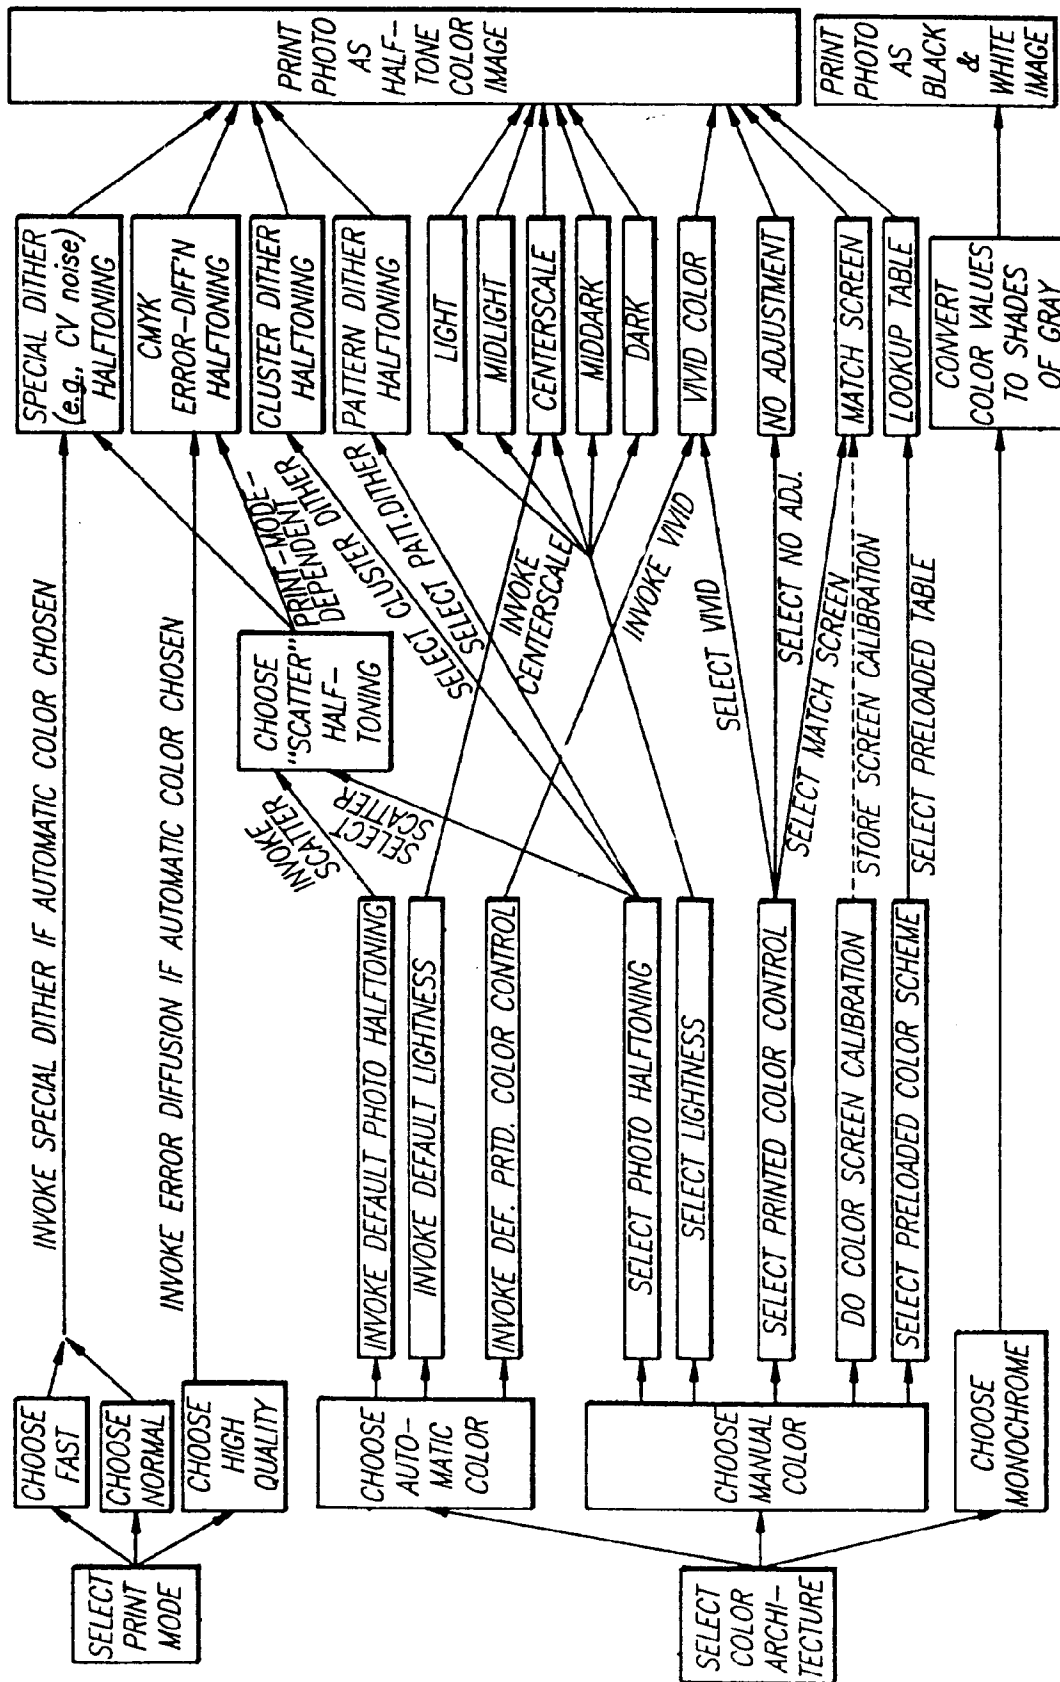 SELECT
PRINT
MODE
CHOOSE
FAST
CHOOSE
NORMAL
CHOOSE
HIGH
QUALITY
INVOKE SPECIAL DITHER IF AUTOMATIC COLOR CHOSEN
INVOKE ERROR DIFFUSION IF AUTOMATIC COLOR CHOSEN
SELECT
COLOR
ARCHI-
TECTURE
CHOOSE
AUTO-
MATIC
COLOR
CHOOSE
MANUAL
COLOR
CHOOSE
MONOCHROME
INVOKE DEFAULT PHOTO HALFTONING
INVOKE DEFAULT LIGHTNESS
INVOKE DEF. PRTD. COLOR CONTROL
SELECT PHOTO HALFTONING
SELECT LIGHTNESS
SELECT PRINTED COLOR CONTROL
DO COLOR SCREEN CALIBRATION
SELECT PRELOADED COLOR SCHEME
INVOKE
SCATTER
SELECT
SCATTER
CHOOSE
"SCATTER"
HALF-
TONING
PRINT-MODE-
DEPENDENT
SELECT CLUSTER DITHER
SELECT PATT. DITHER
INVOKE
CENTERSCALE
INVOKE VIVID
SELECT VIVID
SELECT NO ADJ.
SELECT MATCH SCREEN
STORE SCREEN CALIBRATION
SELECT PRELOADED TABLE
SPECIAL DITHER
(e.g., CV noise)
HALFTONING
CMYK
ERROR-DIFF'N
HALFTONING
CLUSTER DITHER
HALFTONING
PATTERN DITHER
HALFTONING
LIGHT
MIDLIGHT
CENTERSCALE
MIDDARK
DARK
VIVID COLOR
NO ADJUSTMENT
MATCH SCREEN
LOOKUP TABLE
CONVERT
COLOR VALUES
TO SHADES
OF GRAY
PRINT
PHOTO
AS
HALF-
TONE
COLOR
IMAGE
PRINT
PHOTO
AS
BLACK
&
WHITE
IMAGE